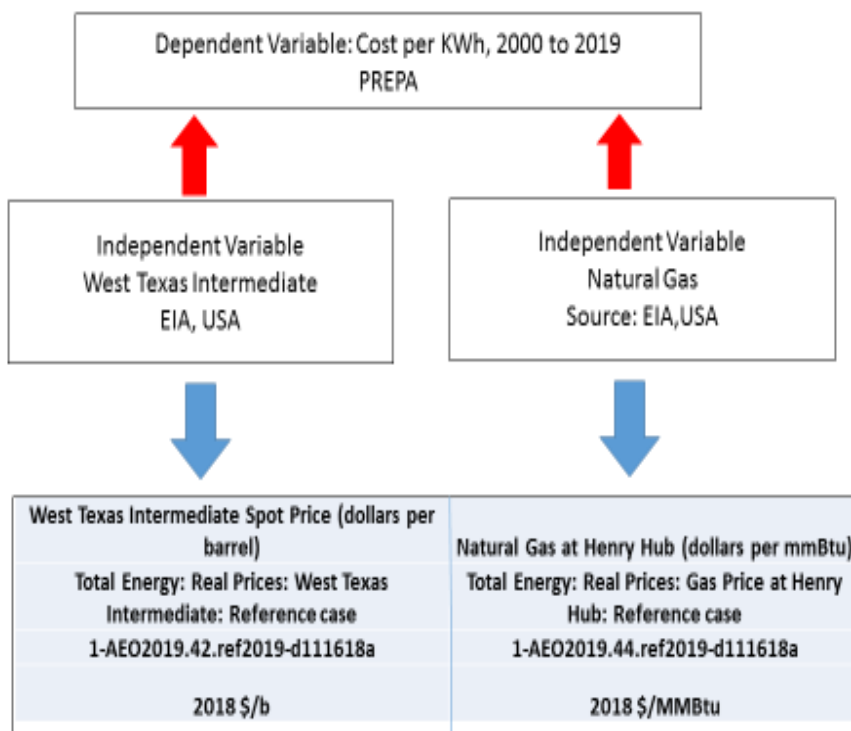 Dependent Variable: Cost per KWh, 2000 to 2019
PREPA
Independent Variable
West Texas Intermediate
EIA, USA
Independent Variable
Natural Gas
Source: EIA,USA
West Texas Intermediate Spot Price (dollars per
barrel)
Natural Gas at Henry Hub (dollars per mmBtu)
Total Energy: Real Prices: West Texas
Intermediate: Reference case
Total Energy: Real Prices: Gas Price at Henry
Hub: Reference case
1-AEO2019.42.ref2019-d111618a
1-AEO2019.44.ref2019-d111618a
2018 $/b
2018 $/MMBtu